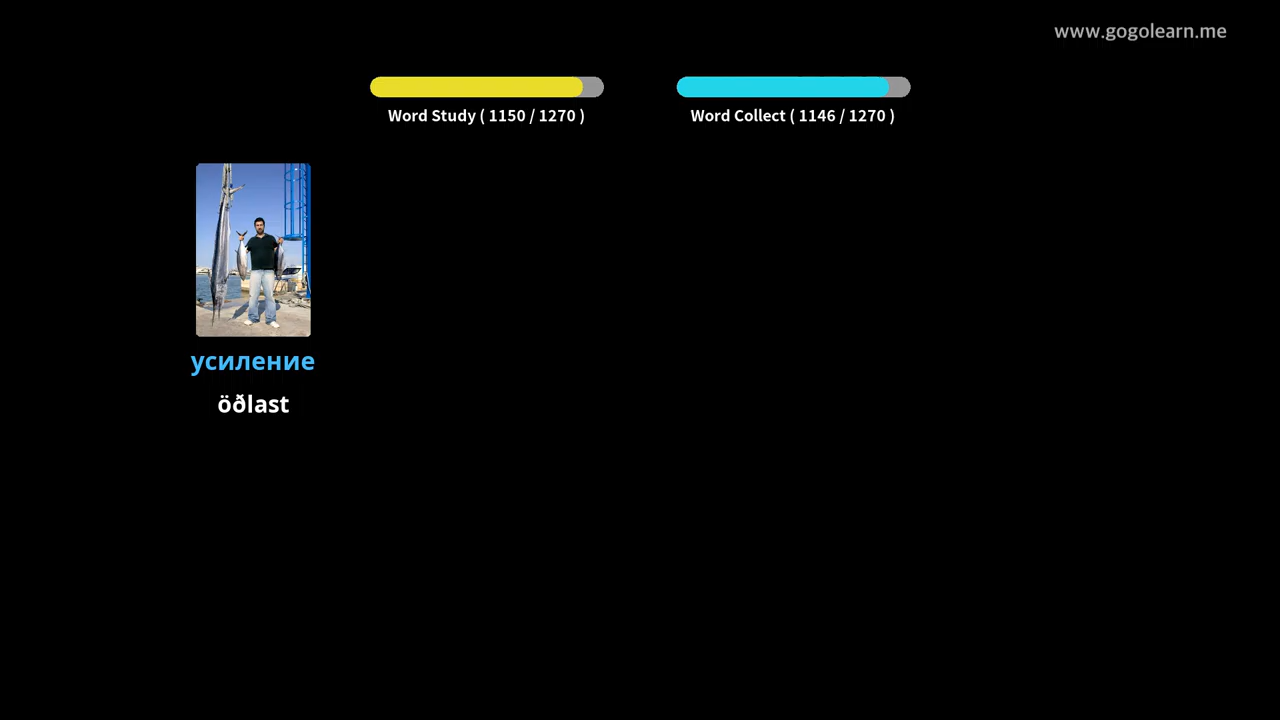 www.gogolearn.me
Word Study ( 1150 / 1270 )
Word Collect ( 1146 / 1270 )
усиление
öðlast